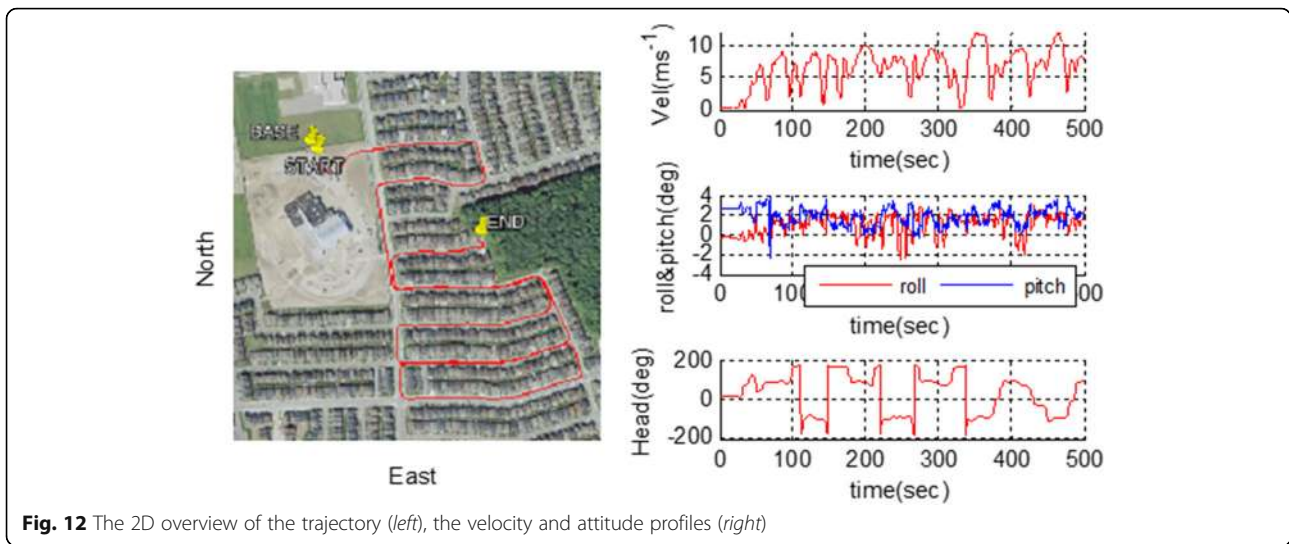 BASE
START
END
North
East
Vel(ms⁻¹)
10
5
0
0 100 200 300 400 500
time(sec)
roll&pitch(deg)
4
2
0
-2
-4
0 100 500
roll pitch
time(sec)
Head(deg)
200
0
-200
0 100 200 300 400 500
time(sec)
Fig. 12 The 2D overview of the trajectory (left), the velocity and attitude profiles (right)